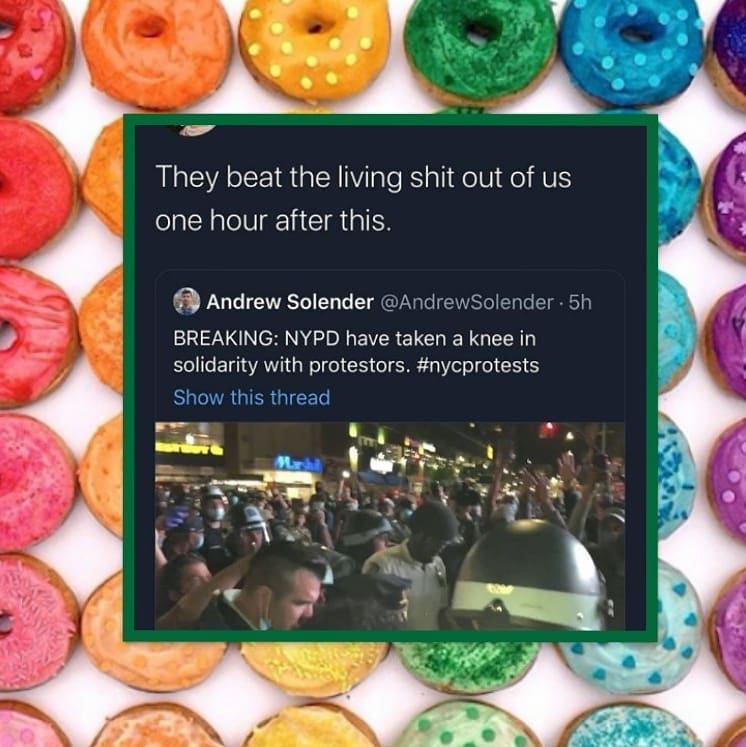 They beat the living shit out of us
one hour after this.
Andrew Solender @AndrewSolender · 5h
BREAKING: NYPD have taken a knee in
solidarity with protestors. #nycprotests
Show this thread